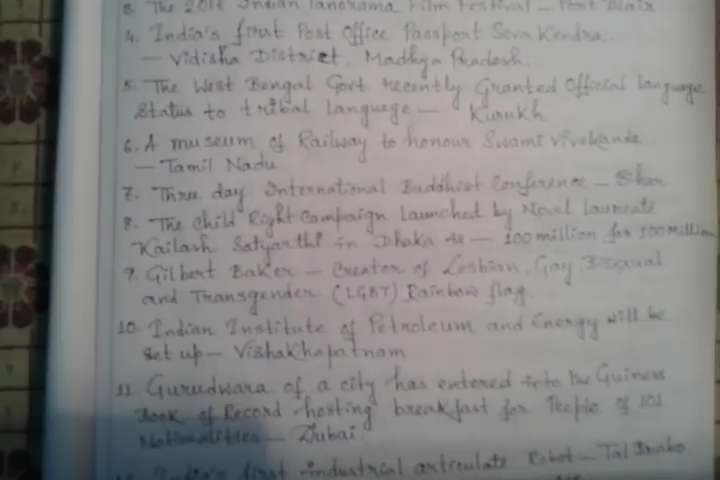 3. The 2017 Indian Panorama Film Festival — Port Blair
4. India's first Post Office Passport Seva Kendra
— Vidisha District, Madhya Pradesh.
5. The West Bengal Govt recently Granted Official language
Status to tribal language — Kurukh
6. A museum of Railway to honour Swami Vivekanda
— Tamil Nadu
7. Three day International Buddhist Conference — Bihar
8. The Child Right Campaign Launched by Novel Laureate
Kailash Satyarthi in Dhaka — 100 million for 100 Million
9. Gilbert Baker — Creator of Lesbian, Gay, Bisexual
and Transgender (LGBT) Rainbow flag.
10. Indian Institute of Petroleum and Energy will be
set up — Vishakhapatnam
11. Gurudwara of a city has entered into the Guiness
Book of Record hosting breakfast for People of 101
Nationalities — Dubai.
India's first industrial articulate Robot — Tal Brabo